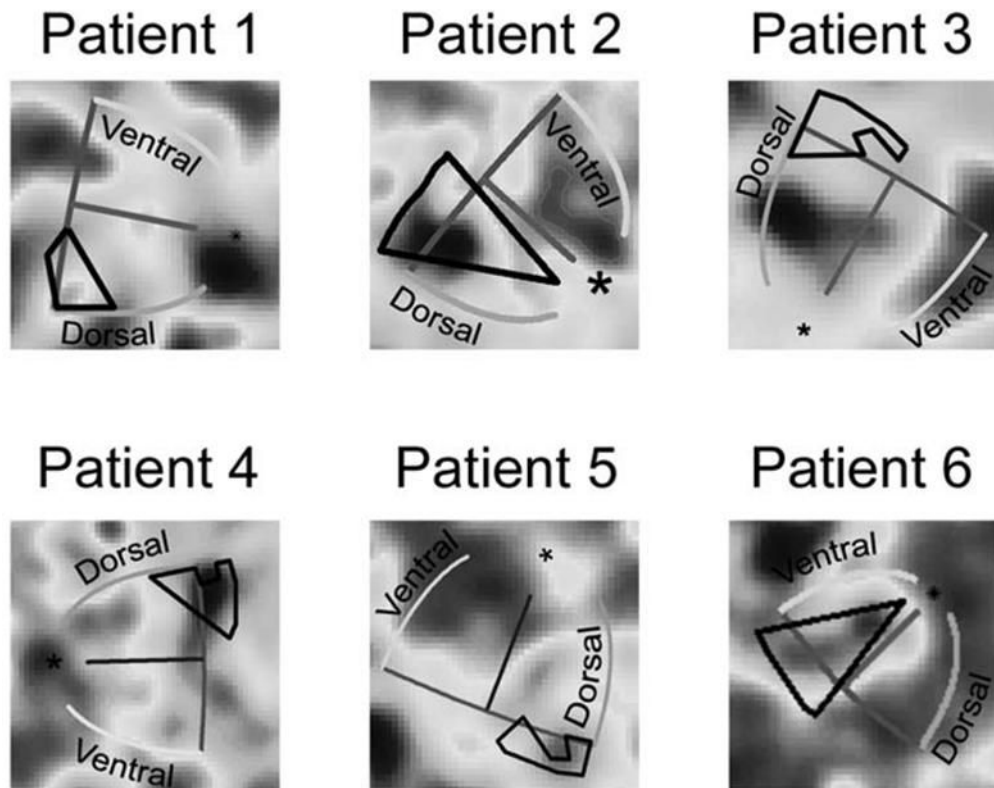 Patient 1
Patient 2
Patient 3
Ventral
*
Dorsal
Ventral
*
Dorsal
Dorsal
*
Ventral
Patient 4
Patient 5
Patient 6
Dorsal
*
Ventral
Ventral
*
Dorsal
Ventral
*
Dorsal